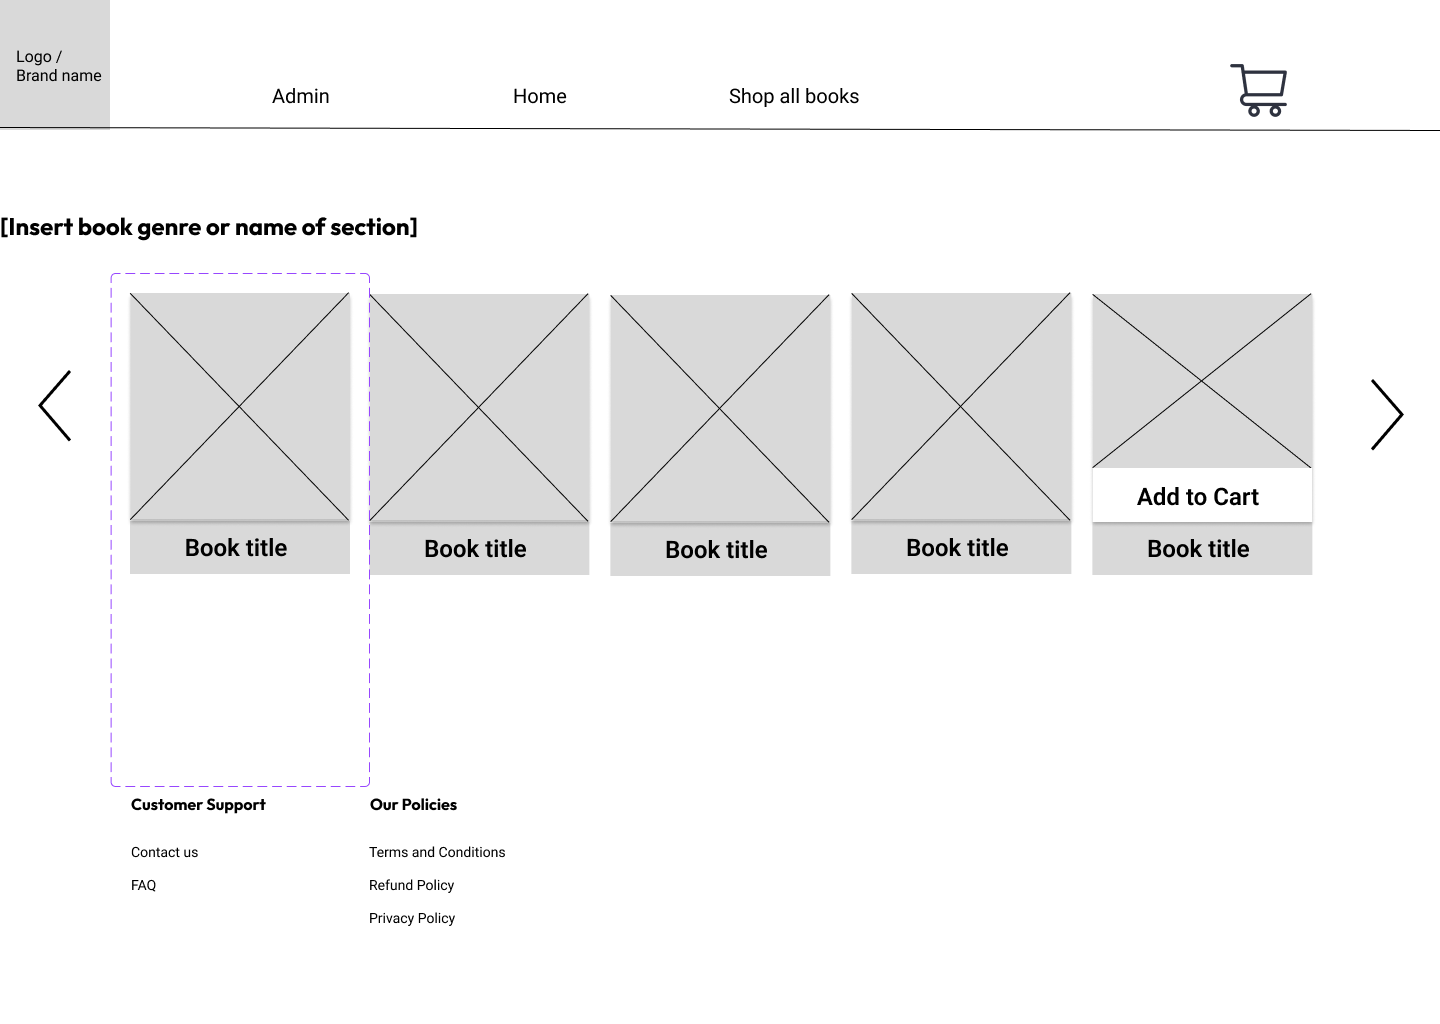 Logo /
Brand name
Admin
Home
Shop all books
[Insert book genre or name of section]
Add to Cart
Book title
Book title
Book title
Book title
Book title
Customer Support
Contact us
FAQ
Our Policies
Terms and Conditions
Refund Policy
Privacy Policy